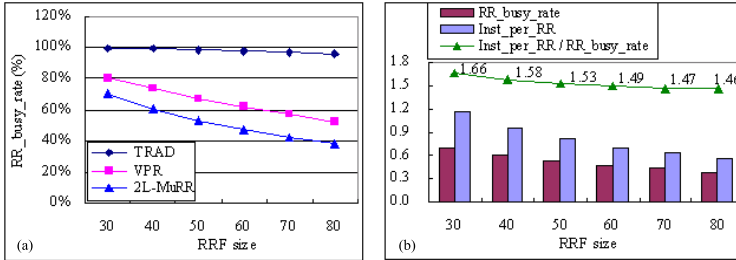 120%
100%
80%
60%
40%
20%
0%
RR_busy_rate (%)
TRAD
VPR
2L-MuRR
30 40 50 60 70 80
(a)
RRF size
RR_busy_rate
Inst_per_RR
Inst_per_RR / RR_busy_rate
1.8
1.5
1.2
0.9
0.6
0.3
0.0
1.66 1.58 1.53 1.49 1.47 1.46
30 40 50 60 70 80
(b)
RRF size